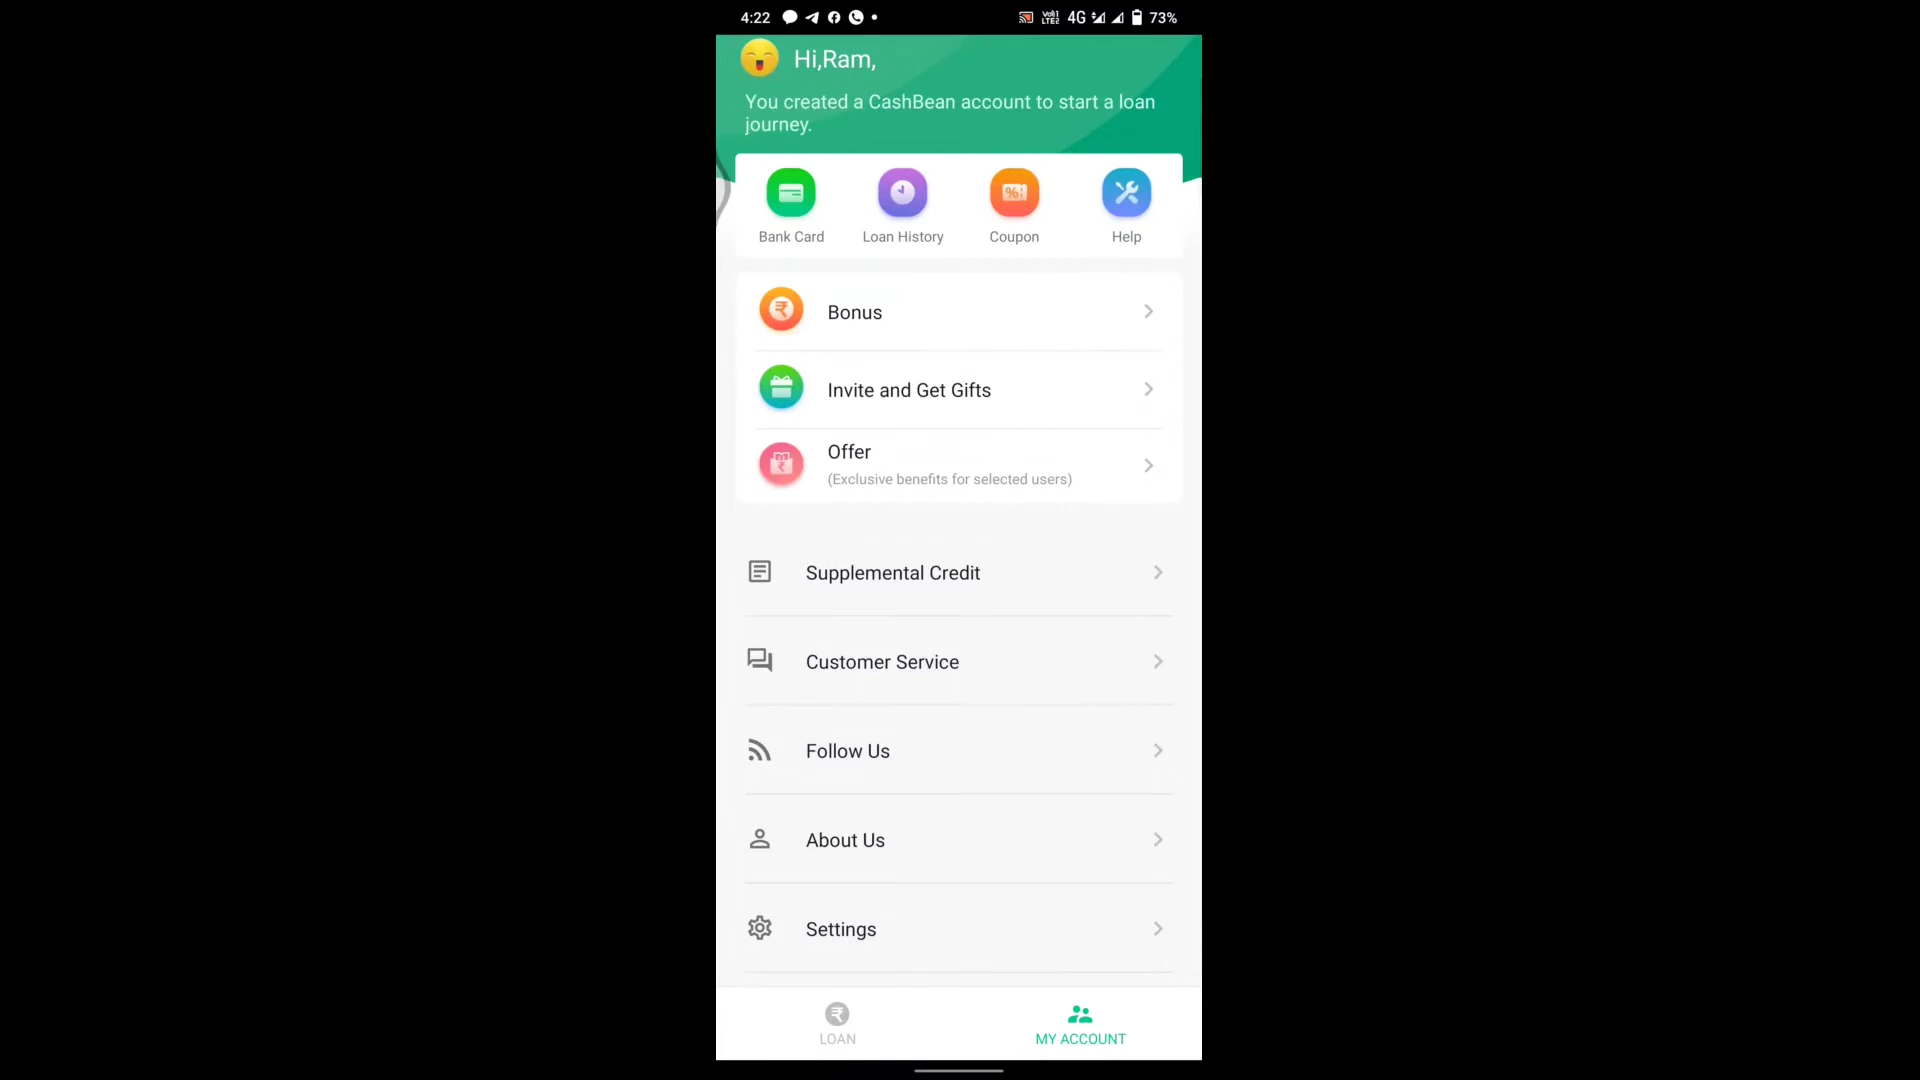 4:22
4G
73%
Hi,Ram,
You created a CashBean account to start a loan
journey.
Bank Card
Loan History
Coupon
Help
Bonus
Invite and Get Gifts
Offer
(Exclusive benefits for selected users)
Supplemental Credit
Customer Service
Follow Us
About Us
Settings
LOAN
MY ACCOUNT